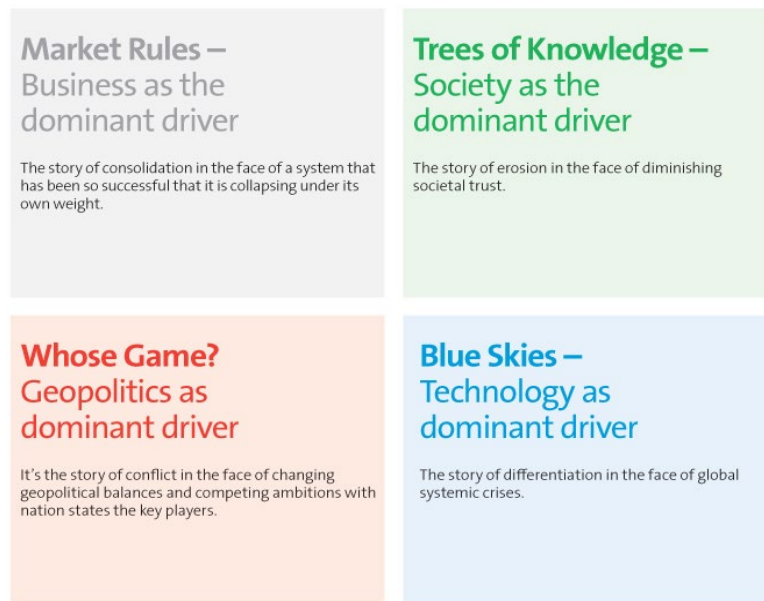 Market Rules –
Business as the
dominant driver
The story of consolidation in the face of a system that
has been so successful that it is collapsing under its
own weight.
Trees of Knowledge –
Society as the
dominant driver
The story of erosion in the face of diminishing
societal trust.
Whose Game?
Geopolitics as
dominant driver
It’s the story of conflict in the face of changing
geopolitical balances and competing ambitions with
nation states the key players.
Blue Skies –
Technology as
dominant driver
The story of differentiation in the face of global
systemic crises.